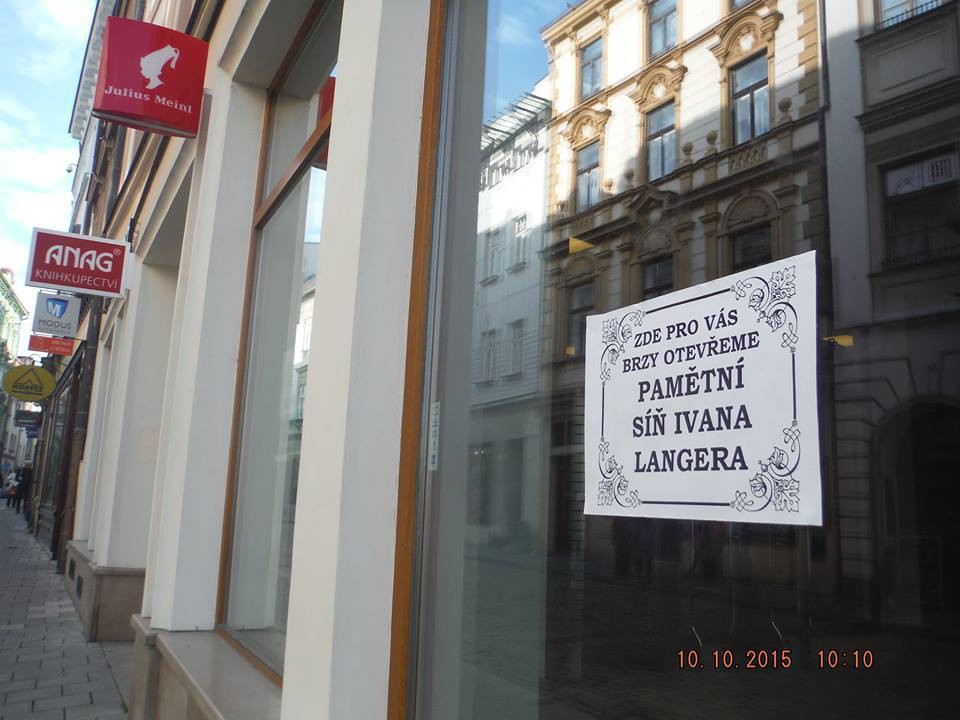 Julius Meinl
ANAG®
KNIHKUPECTVÍ
MODUS
ZDE PRO VÁS
BRZY OTEVŘEME
PAMĚTNÍ
SÍŇ IVANA
LANGERA
10.10.2015 10:10